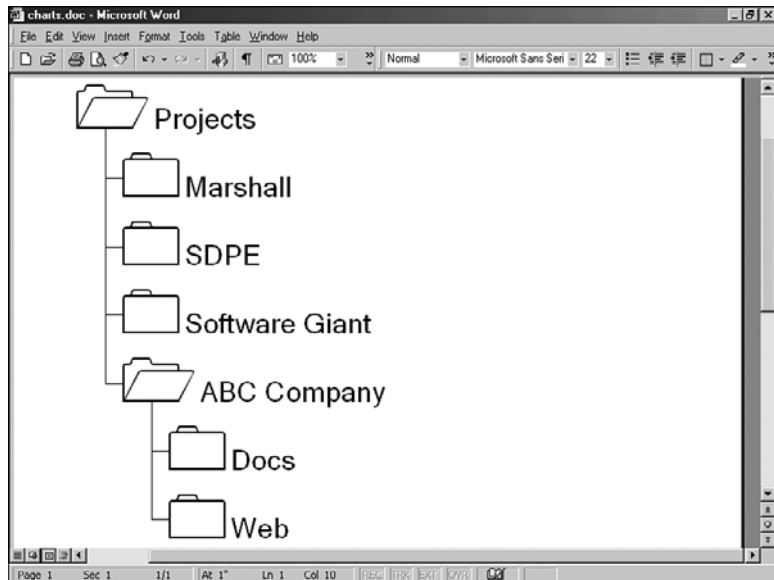 charts.doc - Microsoft Word
File Edit View Insert Format Tools Table Window Help
100% Normal Microsoft Sans Seri 22
Projects
Marshall
SDPE
Software Giant
ABC Company
Docs
Web
Page 1 Sec 1 1/1 At 1" Ln 1 Col 10 REC TRK EXT OVR